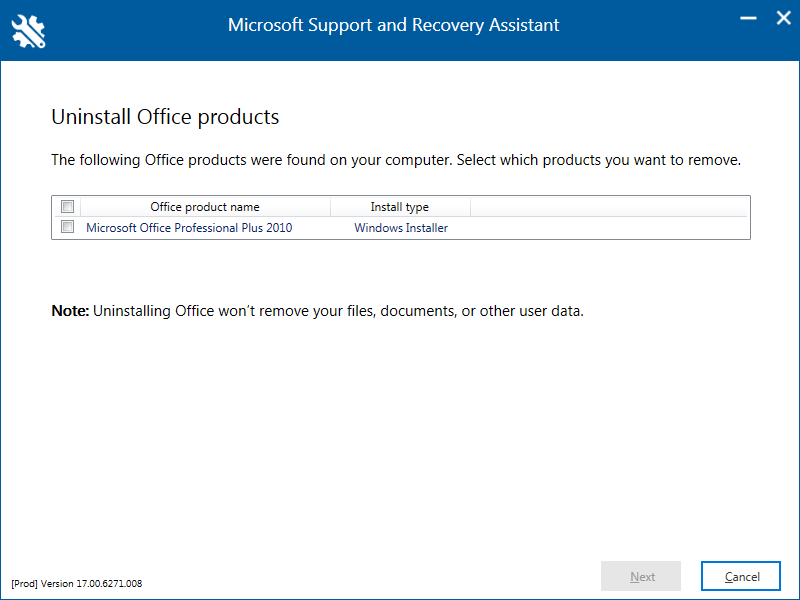 Microsoft Support and Recovery Assistant
Uninstall Office products
The following Office products were found on your computer. Select which products you want to remove.
Office product name Install type
Microsoft Office Professional Plus 2010 Windows Installer
Note: Uninstalling Office won't remove your files, documents, or other user data.
Next Cancel
[Prod] Version 17.00.6271.008